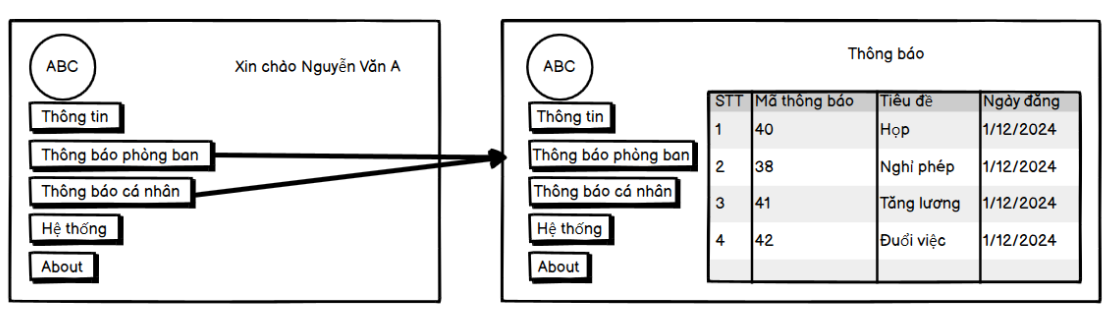 ABC
Xin chào Nguyễn Văn A
Thông tin
Thông báo phòng ban
Thông báo cá nhân
Hệ thống
About
ABC
Thông báo
Thông tin
Thông báo phòng ban
Thông báo cá nhân
Hệ thống
About
STT Mã thông báo Tiêu đề Ngày đăng
1 40 Họp 1/12/2024
2 38 Nghỉ phép 1/12/2024
3 41 Tăng lương 1/12/2024
4 42 Đuổi việc 1/12/2024